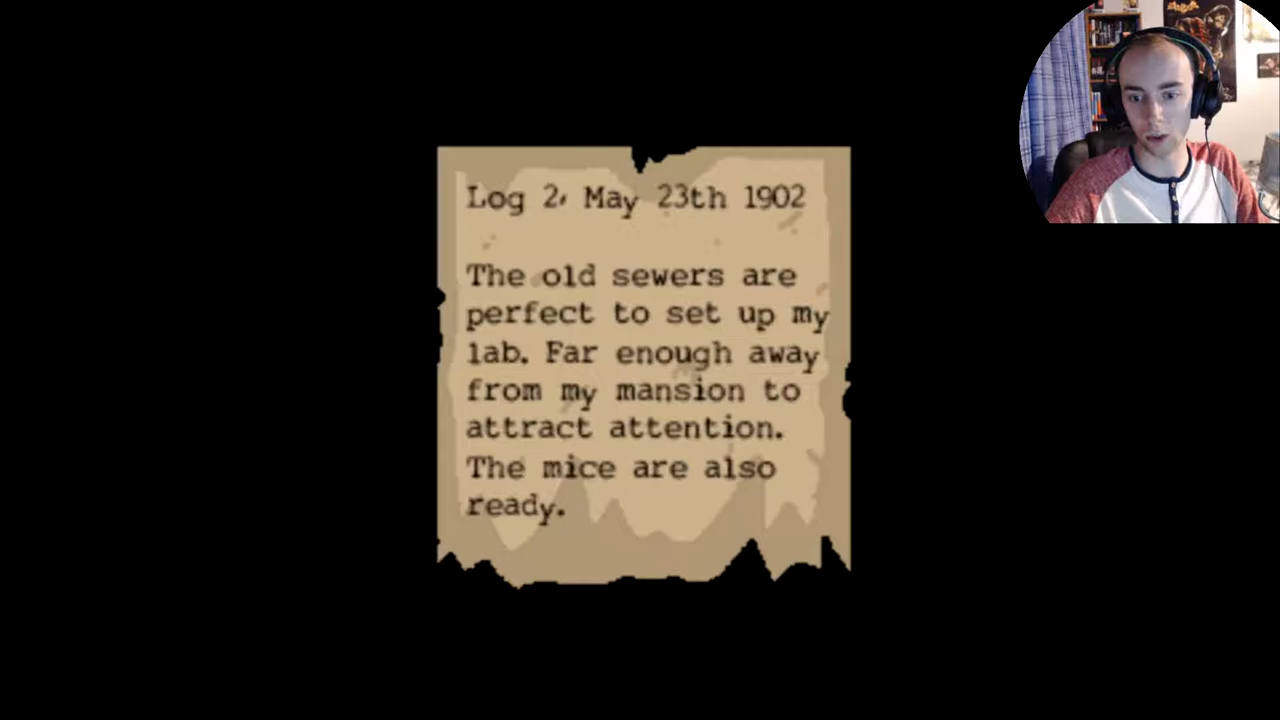 Log 2, May 23th 1902
The old sewers are
perfect to set up my
lab. Far enough away
from my mansion to
attract attention.
The mice are also
ready.